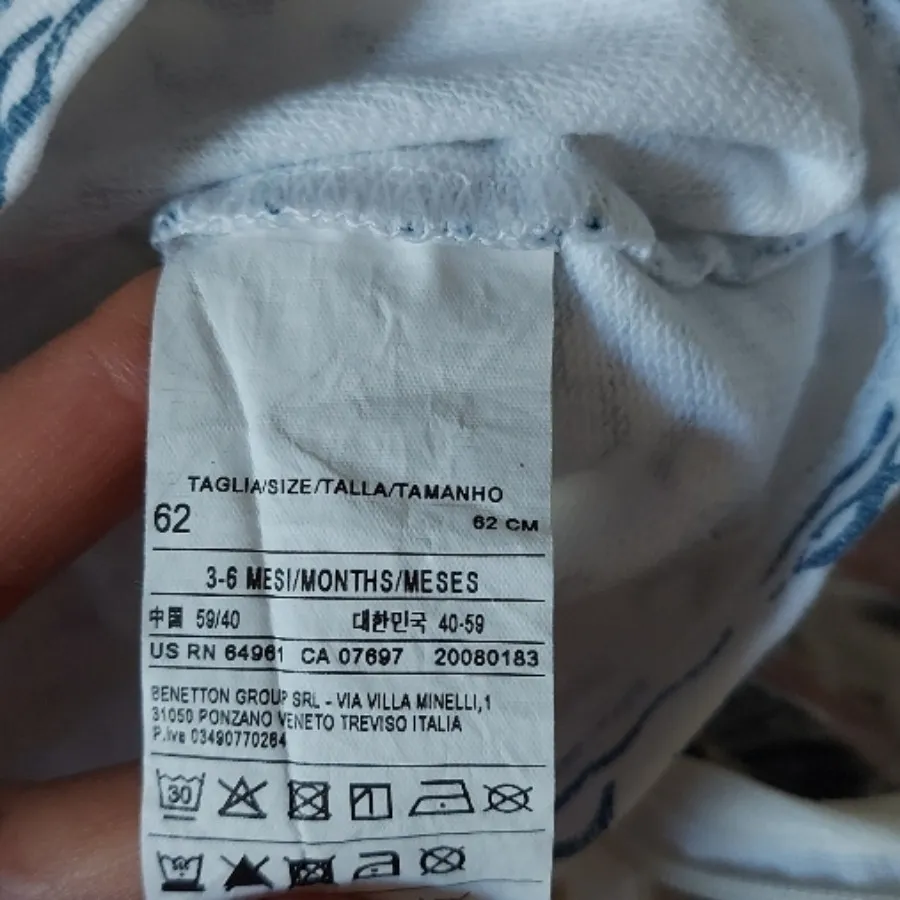 TAGLIA/SIZE/TALLA/TAMANHO
62 62 CM
3-6 MESI/MONTHS/MESES
中国 59/40 대한민국 40-59
US RN 64961 CA 07697 20080183
BENETTON GROUP SRL - VIA VILLA MINELLI,1
31050 PONZANO VENETO TREVISO ITALIA
P.Iva 03490770264
30